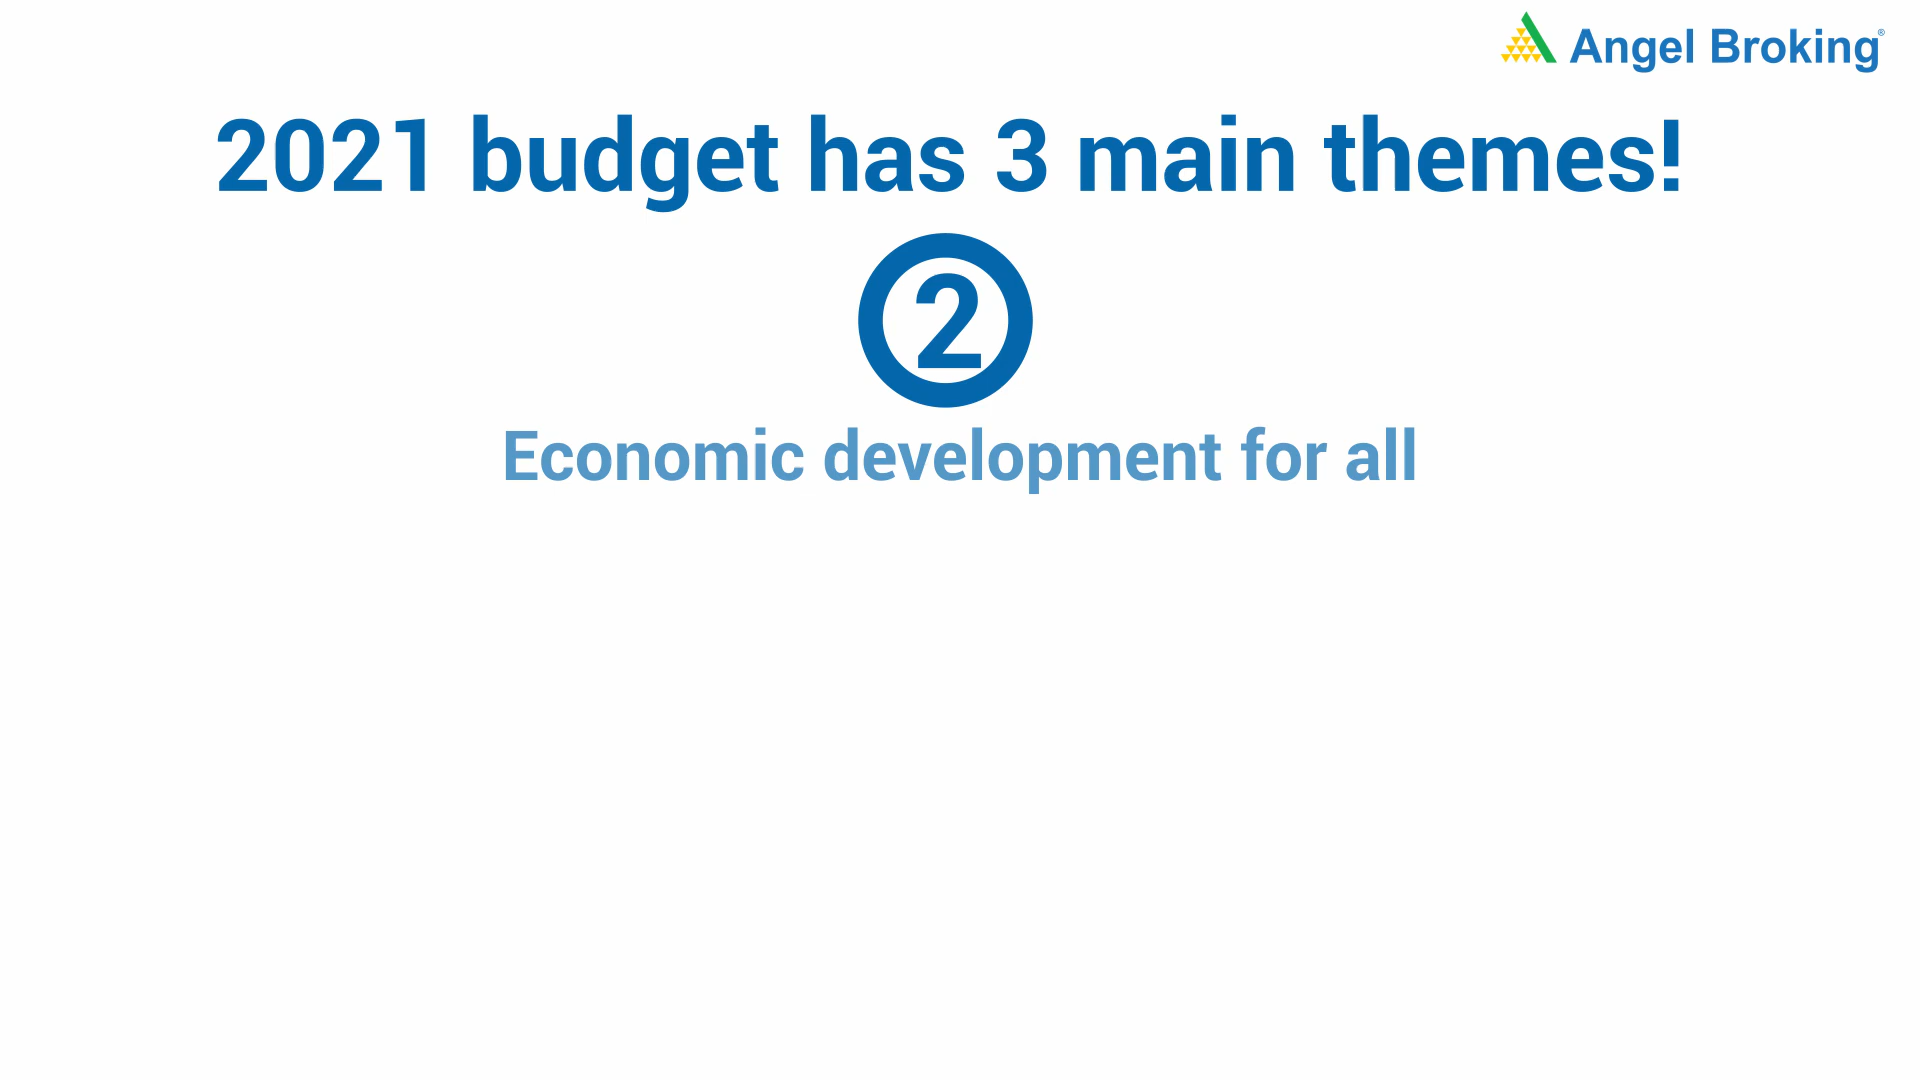 Angel Broking®
2021 budget has 3 main themes!
2
Economic development for all